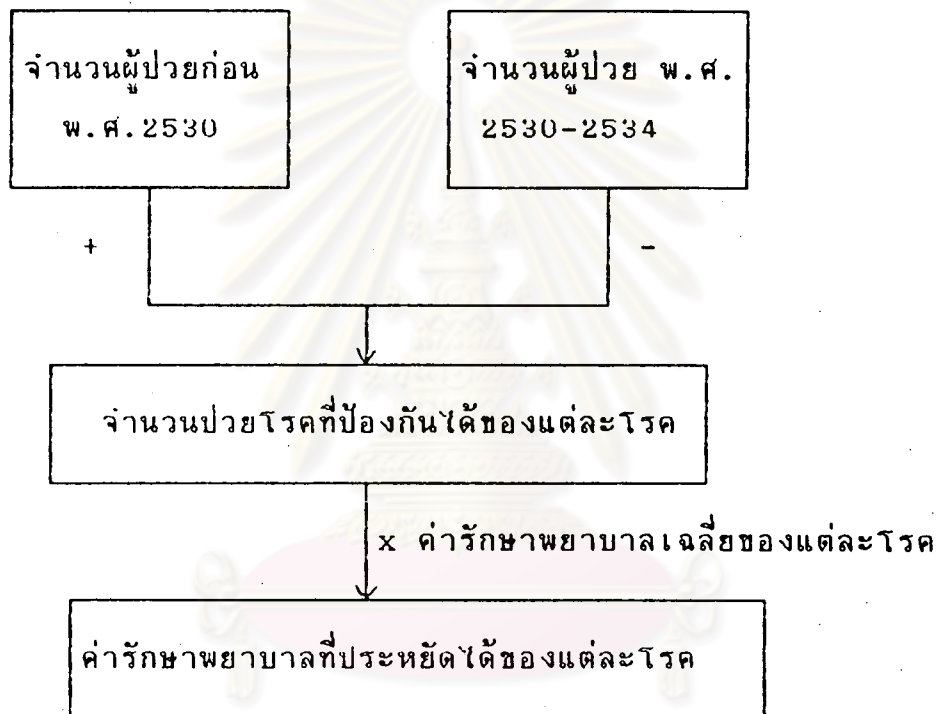 จำนวนผู้ป่วยก่อน
พ.ศ.2530
จำนวนผู้ป่วย พ.ศ.
2530-2534
+
-
จำนวนป่วยโรคที่ป้องกันได้ของแต่ละโรค
x ค่ารักษาพยาบาลเฉลี่ยของแต่ละโรค
ค่ารักษาพยาบาลที่ประหยัดได้ของแต่ละโรค